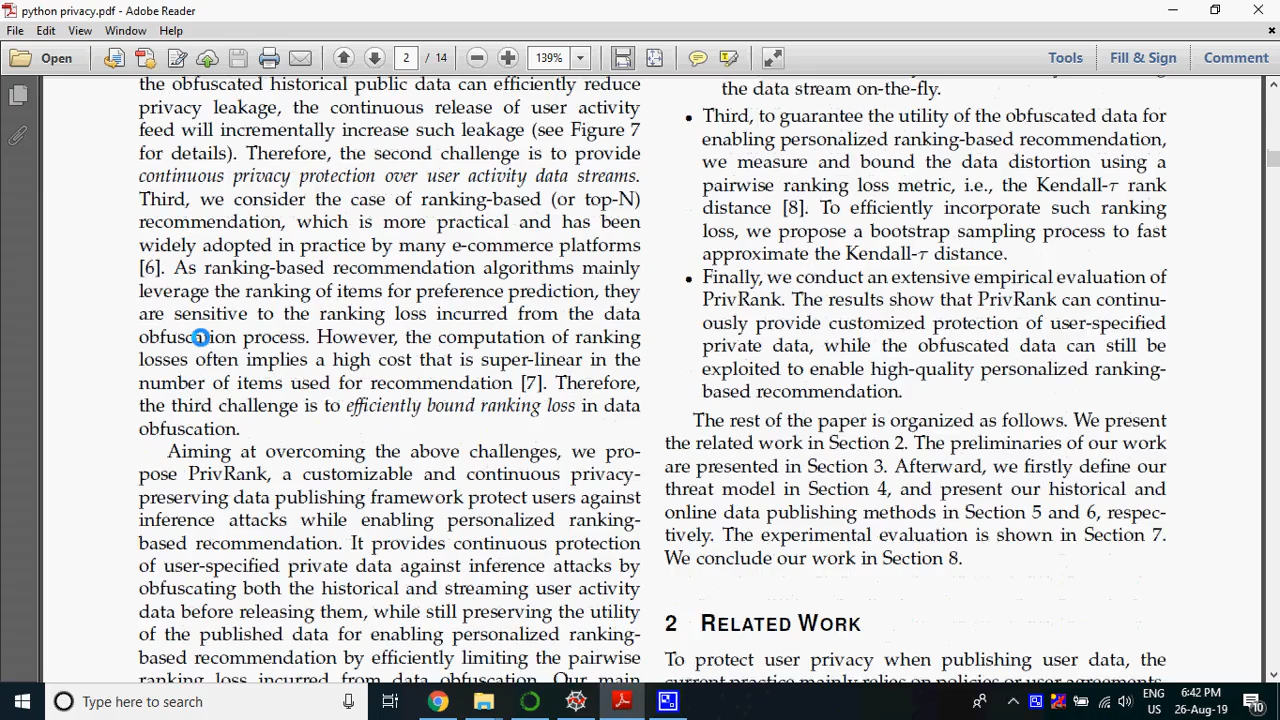 python privacy.pdf - Adobe Reader
File Edit View Window Help
Open
2 / 14
139%
Tools
Fill & Sign
Comment
the obfuscated historical public data can efficiently reduce
privacy leakage, the continuous release of user activity
feed will incrementally increase such leakage (see Figure 7
for details). Therefore, the second challenge is to provide
continuous privacy protection over user activity data streams.
Third, we consider the case of ranking-based (or top-N)
recommendation, which is more practical and has been
widely adopted in practice by many e-commerce platforms
[6]. As ranking-based recommendation algorithms mainly
leverage the ranking of items for preference prediction, they
are sensitive to the ranking loss incurred from the data
obfuscation process. However, the computation of ranking
losses often implies a high cost that is super-linear in the
number of items used for recommendation [7]. Therefore,
the third challenge is to efficiently bound ranking loss in data
obfuscation.
Aiming at overcoming the above challenges, we pro-
pose PrivRank, a customizable and continuous privacy-
preserving data publishing framework protect users against
inference attacks while enabling personalized ranking-
based recommendation. It provides continuous protection
of user-specified private data against inference attacks by
obfuscating both the historical and streaming user activity
data before releasing them, while still preserving the utility
of the published data for enabling personalized ranking-
based recommendation by efficiently limiting the pairwise
ranking loss incurred from data obfuscation. Our main
the data stream on-the-fly.
• Third, to guarantee the utility of the obfuscated data for
enabling personalized ranking-based recommendation,
we measure and bound the data distortion using a
pairwise ranking loss metric, i.e., the Kendall-τ rank
distance [8]. To efficiently incorporate such ranking
loss, we propose a bootstrap sampling process to fast
approximate the Kendall-τ distance.
• Finally, we conduct an extensive empirical evaluation of
PrivRank. The results show that PrivRank can continu-
ously provide customized protection of user-specified
private data, while the obfuscated data can still be
exploited to enable high-quality personalized ranking-
based recommendation.
The rest of the paper is organized as follows. We present
the related work in Section 2. The preliminaries of our work
are presented in Section 3. Afterward, we firstly define our
threat model in Section 4, and present our historical and
online data publishing methods in Section 5 and 6, respec-
tively. The experimental evaluation is shown in Section 7.
We conclude our work in Section 8.
2 RELATED WORK
To protect user privacy when publishing user data, the
current practice mainly relies on policies or user agreements,
Type here to search
ENG
US
6:42 PM
26-Aug-19
10